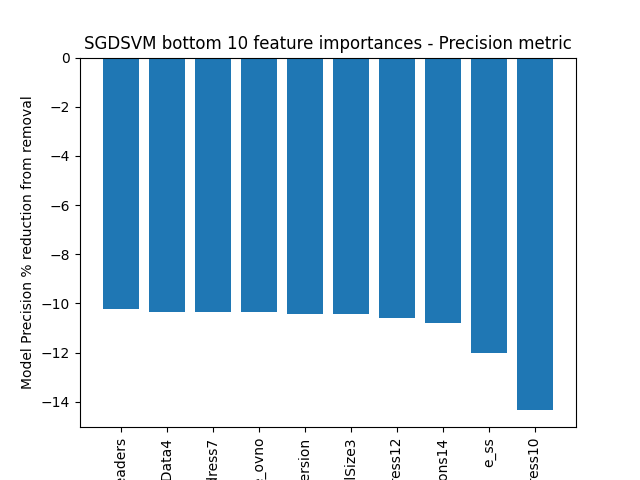 SGDSVM bottom 10 feature importances - Precision metric
Model Precision % reduction from removal
0
−2
−4
−6
−8
−10
−12
−14
eaders
Data4
dress7
_ovno
ersion
lSize3
ress12
ons14
e_ss
ress10